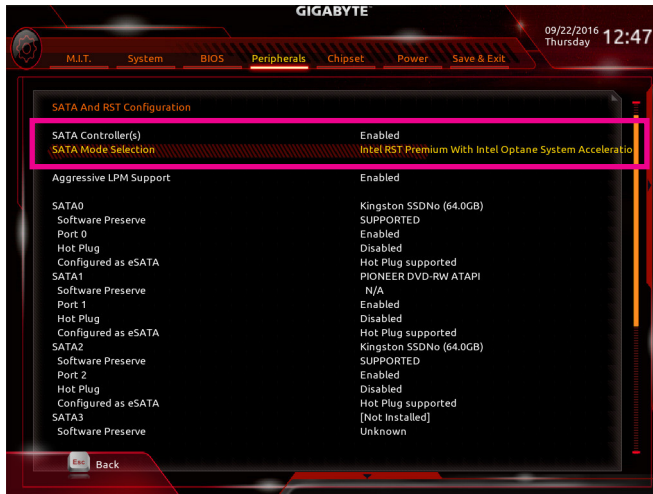 GIGABYTE
09/22/2016 Thursday 12:47
M.I.T. System BIOS Peripherals Chipset Power Save & Exit
SATA And RST Configuration
SATA Controller(s) Enabled
SATA Mode Selection Intel RST Premium With Intel Optane System Acceleratio
Aggressive LPM Support Enabled
SATA0 Kingston SSDNo (64.0GB)
Software Preserve SUPPORTED
Port 0 Enabled
Hot Plug Disabled
Configured as eSATA Hot Plug supported
SATA1 PIONEER DVD-RW ATAPI
Software Preserve N/A
Port 1 Enabled
Hot Plug Disabled
Configured as eSATA Hot Plug supported
SATA2 Kingston SSDNo (64.0GB)
Software Preserve SUPPORTED
Port 2 Enabled
Hot Plug Disabled
Configured as eSATA Hot Plug supported
SATA3 [Not Installed]
Software Preserve Unknown
Esc Back